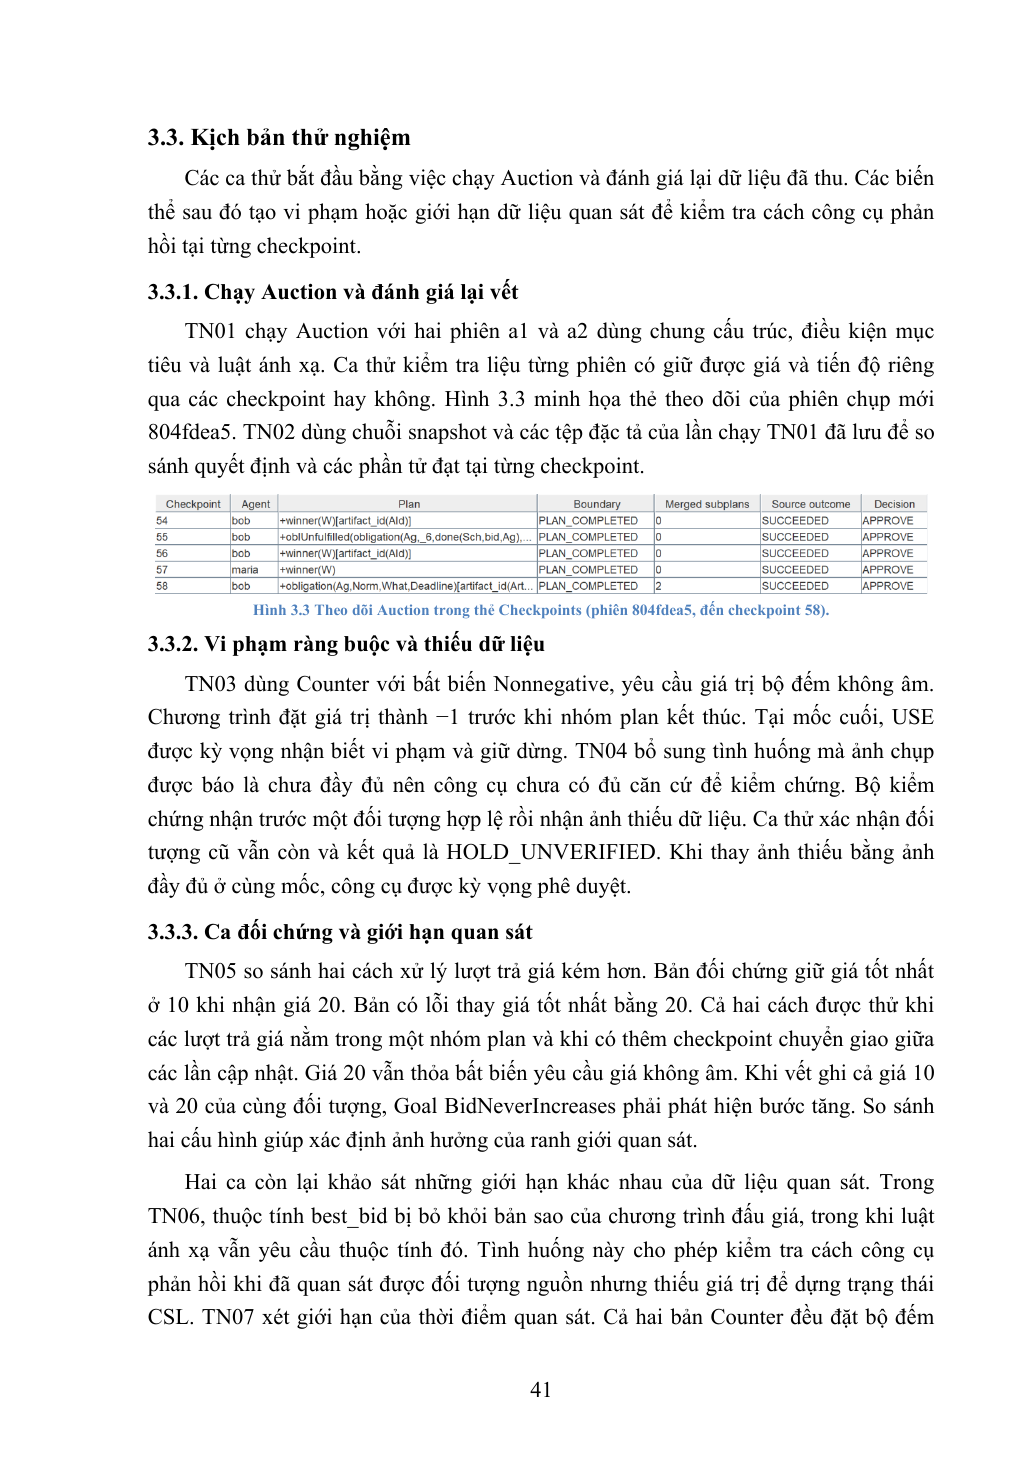 3.3. Kịch bản thử nghiệm
Các ca thử bắt đầu bằng việc chạy Auction và đánh giá lại dữ liệu đã thu. Các biến
thể sau đó tạo vi phạm hoặc giới hạn dữ liệu quan sát để kiểm tra cách công cụ phản
hồi tại từng checkpoint.
3.3.1. Chạy Auction và đánh giá lại vết
TN01 chạy Auction với hai phiên a1 và a2 dùng chung cấu trúc, điều kiện mục
tiêu và luật ánh xạ. Ca thử kiểm tra liệu từng phiên có giữ được giá và tiến độ riêng
qua các checkpoint hay không. Hình 3.3 minh họa thẻ theo dõi của phiên chụp mới
804fdea5. TN02 dùng chuỗi snapshot và các tệp đặc tả của lần chạy TN01 đã lưu để so
sánh quyết định và các phần tử đạt tại từng checkpoint.
Checkpoint Agent Plan Boundary Merged subplans Source outcome Decision
54 bob +winner(W)[artifact_id(AId)] PLAN_COMPLETED 0 SUCCEEDED APPROVE
55 bob +oblUnfulfilled(obligation(Ag,_6,done(Sch,bid,Ag),... PLAN_COMPLETED 0 SUCCEEDED APPROVE
56 bob +winner(W)[artifact_id(AId)] PLAN_COMPLETED 0 SUCCEEDED APPROVE
57 maria +winner(W) PLAN_COMPLETED 0 SUCCEEDED APPROVE
58 bob +obligation(Ag,Norm,What,Deadline)[artifact_id(Art... PLAN_COMPLETED 2 SUCCEEDED APPROVE
Hình 3.3 Theo dõi Auction trong thẻ Checkpoints (phiên 804fdea5, đến checkpoint 58).
3.3.2. Vi phạm ràng buộc và thiếu dữ liệu
TN03 dùng Counter với bất biến Nonnegative, yêu cầu giá trị bộ đếm không âm.
Chương trình đặt giá trị thành −1 trước khi nhóm plan kết thúc. Tại mốc cuối, USE
được kỳ vọng nhận biết vi phạm và giữ dừng. TN04 bổ sung tình huống mà ảnh chụp
được báo là chưa đầy đủ nên công cụ chưa có đủ căn cứ để kiểm chứng. Bộ kiểm
chứng nhận trước một đối tượng hợp lệ rồi nhận ảnh thiếu dữ liệu. Ca thử xác nhận đối
tượng cũ vẫn còn và kết quả là HOLD_UNVERIFIED. Khi thay ảnh thiếu bằng ảnh
đầy đủ ở cùng mốc, công cụ được kỳ vọng phê duyệt.
3.3.3. Ca đối chứng và giới hạn quan sát
TN05 so sánh hai cách xử lý lượt trả giá kém hơn. Bản đối chứng giữ giá tốt nhất
ở 10 khi nhận giá 20. Bản có lỗi thay giá tốt nhất bằng 20. Cả hai cách được thử khi
các lượt trả giá nằm trong một nhóm plan và khi có thêm checkpoint chuyển giao giữa
các lần cập nhật. Giá 20 vẫn thỏa bất biến yêu cầu giá không âm. Khi vết ghi cả giá 10
và 20 của cùng đối tượng, Goal BidNeverIncreases phải phát hiện bước tăng. So sánh
hai cấu hình giúp xác định ảnh hưởng của ranh giới quan sát.
Hai ca còn lại khảo sát những giới hạn khác nhau của dữ liệu quan sát. Trong
TN06, thuộc tính best_bid bị bỏ khỏi bản sao của chương trình đấu giá, trong khi luật
ánh xạ vẫn yêu cầu thuộc tính đó. Tình huống này cho phép kiểm tra cách công cụ
phản hồi khi đã quan sát được đối tượng nguồn nhưng thiếu giá trị để dựng trạng thái
CSL. TN07 xét giới hạn của thời điểm quan sát. Cả hai bản Counter đều đặt bộ đếm
41